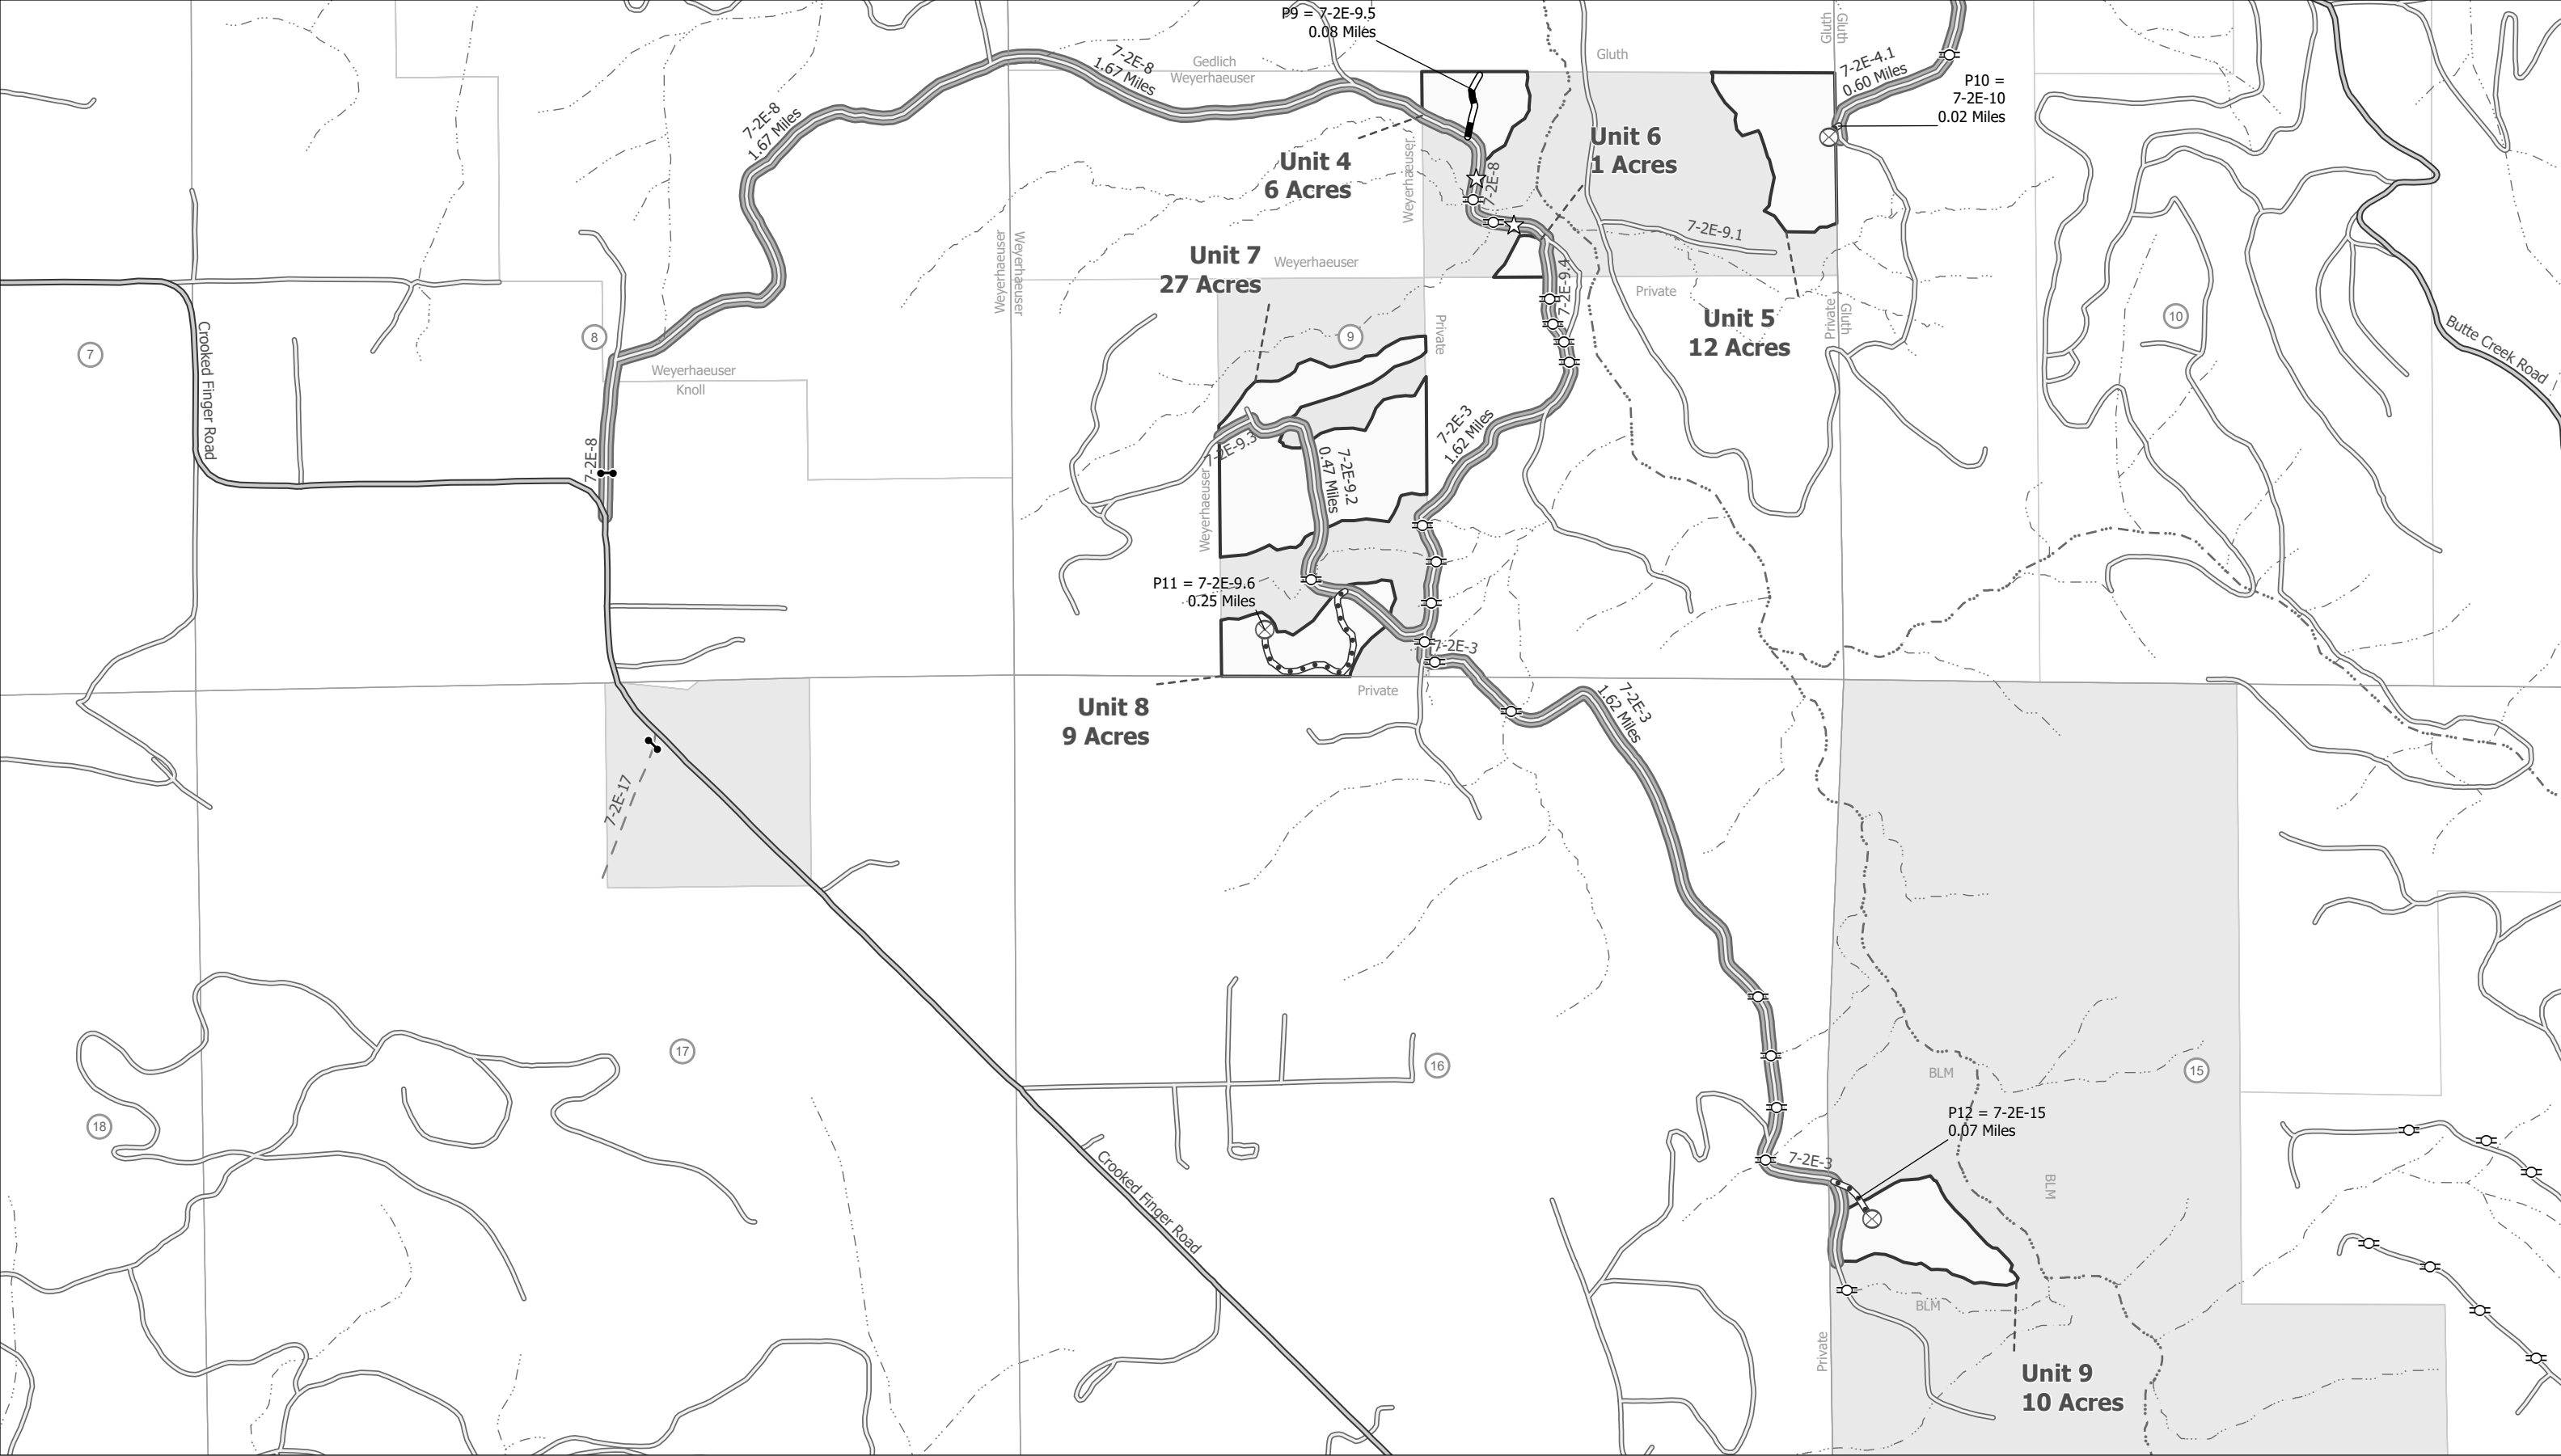 P9 = 7-2E-9.5
0.08 Miles
Gluth
Gluth
Gedlich
Weyerhaeuser
7-2E-8
1.67 Miles
Gluth
7-2E-4.1
0.60 Miles
P10 =
7-2E-10
0.02 Miles
7-2E-8
1.67 Miles
Unit 4
6 Acres
Weyerhaeuser
7-2E-8
Unit 6
1 Acres
7-2E-9.1
Weyerhaeuser
Weyerhaeuser
Unit 7
27 Acres
Weyerhaeuser
7-2E-9.4
Private
Unit 5
12 Acres
Private
Gluth
10
Butte Creek Road
7
Crooked Finger Road
8
Weyerhaeuser
Knoll
9
Private
7-2E-8
7-2E-9.3
Weyerhaeuser
7-2E-9.2
0.47 Miles
7-2E-3
1.62 Miles
P11 = 7-2E-9.6
0.25 Miles
7-2E-3
Private
Unit 8
9 Acres
7-2E-3
1.62 Miles
7-2E-17
17
16
15
18
BLM
P12 = 7-2E-15
0.07 Miles
Crooked Finger Road
7-2E-3
BLM
BLM
Private
Unit 9
10 Acres